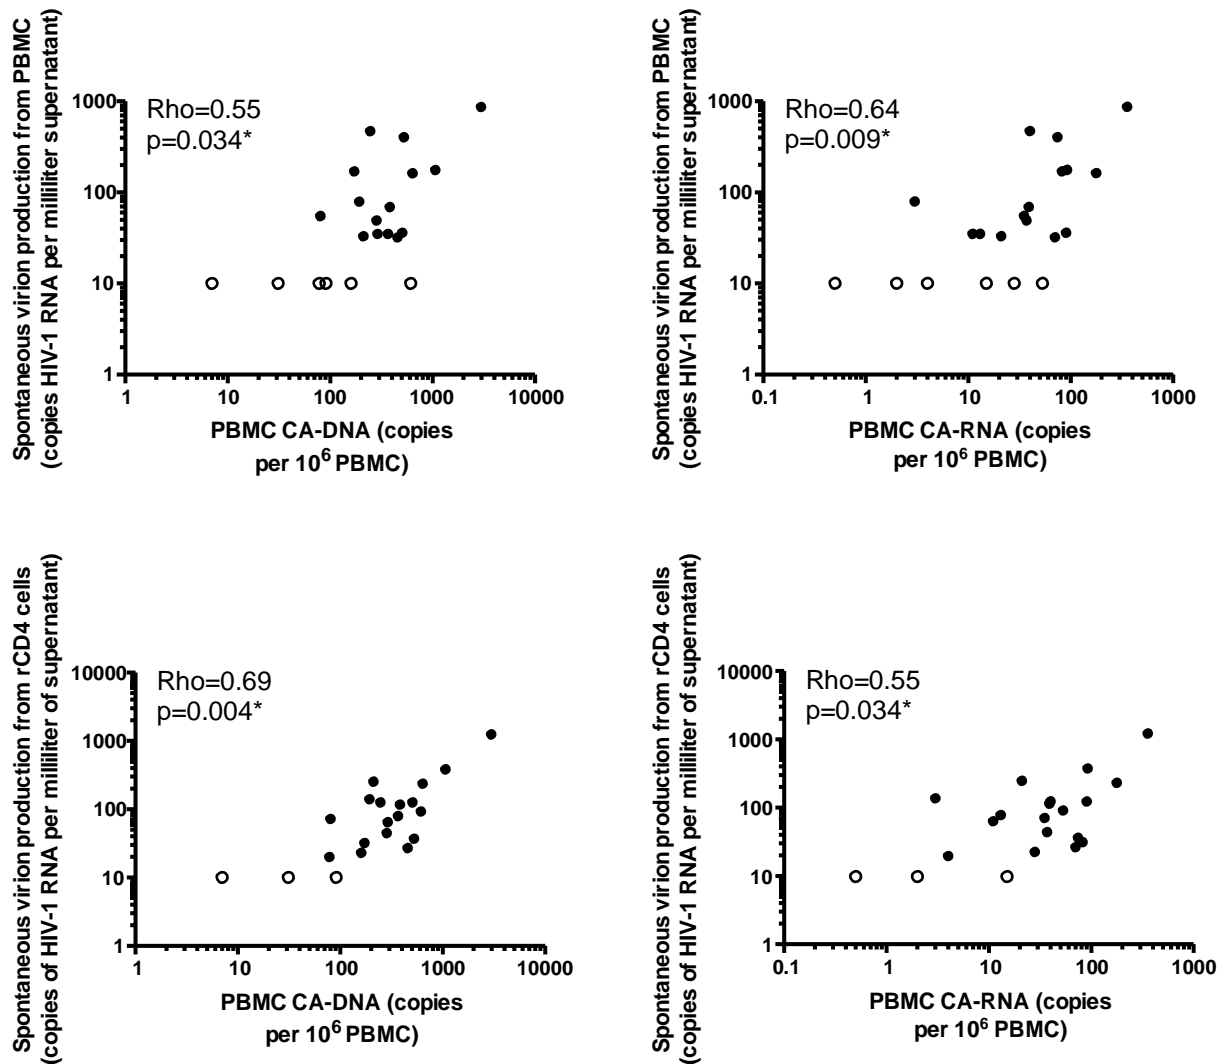 Spontaneous virion production from PBMC
(copies HIV-1 RNA per milliliter supernatant)
1000
100
10
1
Rho=0.55
p=0.034*
1 10 100 1000 10000
PBMC CA-DNA (copies
per 10⁶ PBMC)
Spontaneous virion production from PBMC
(copies HIV-1 RNA per milliliter supernatant)
1000
100
10
1
Rho=0.64
p=0.009*
0.1 1 10 100 1000
PBMC CA-RNA (copies
per 10⁶ PBMC)
Spontaneous virion production from rCD4 cells
(copies of HIV-1 RNA per milliliter of supernatant)
10000
1000
100
10
1
Rho=0.69
p=0.004*
1 10 100 1000 10000
PBMC CA-DNA (copies
per 10⁶ PBMC)
Spontaneous virion production from rCD4 cells
(copies of HIV-1 RNA per milliliter of supernatant)
10000
1000
100
10
1
Rho=0.55
p=0.034*
0.1 1 10 100 1000
PBMC CA-RNA (copies
per 10⁶ PBMC)